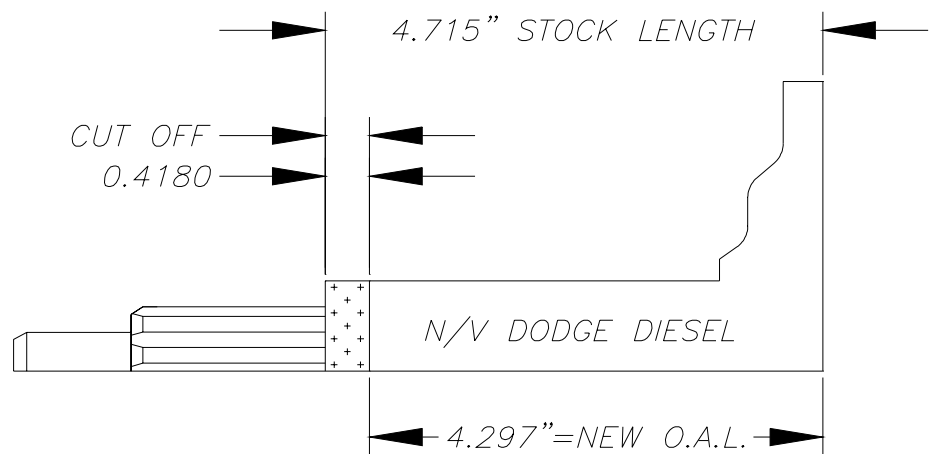 4.715” STOCK LENGTH
CUT OFF
0.4180
N/V DODGE DIESEL
4.297”=NEW O.A.L.